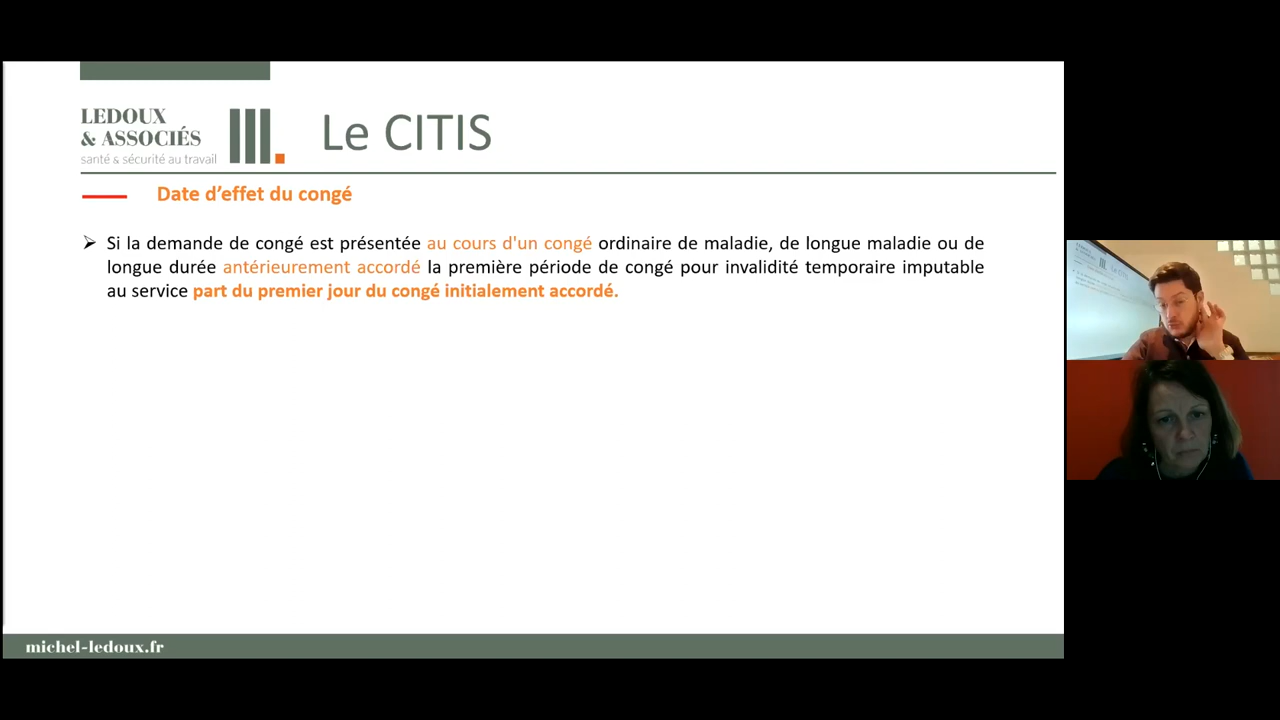 LEDOUX
& ASSOCIÉS
santé & sécurité au travail
Le CITIS
Date d’effet du congé
Si la demande de congé est présentée au cours d'un congé ordinaire de maladie, de longue maladie ou de
longue durée antérieurement accordé la première période de congé pour invalidité temporaire imputable
au service part du premier jour du congé initialement accordé.
michel-ledoux.fr